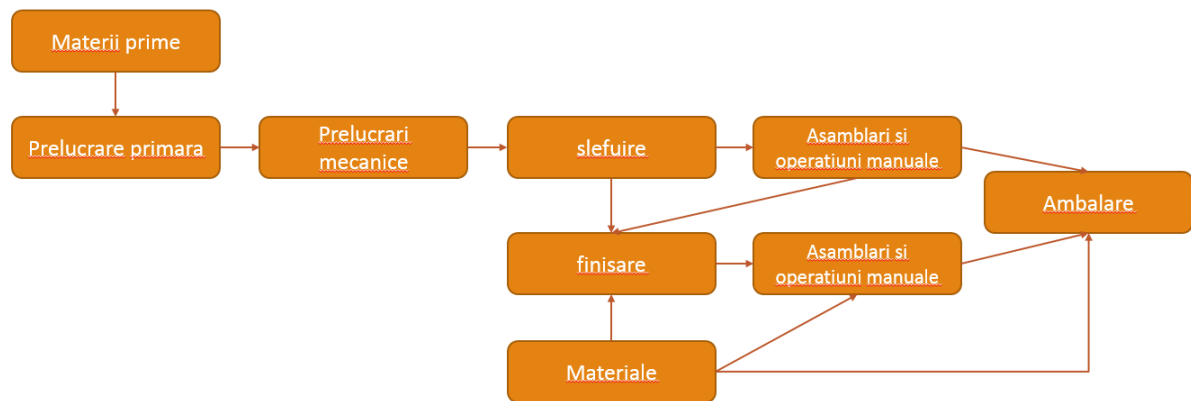 Materii prime
Prelucrare primara
Prelucrari
mecanice
slefuire
Asamblari si
operatiuni manuale
Ambalare
finisare
Asamblari si
operatiuni manuale
Materiale